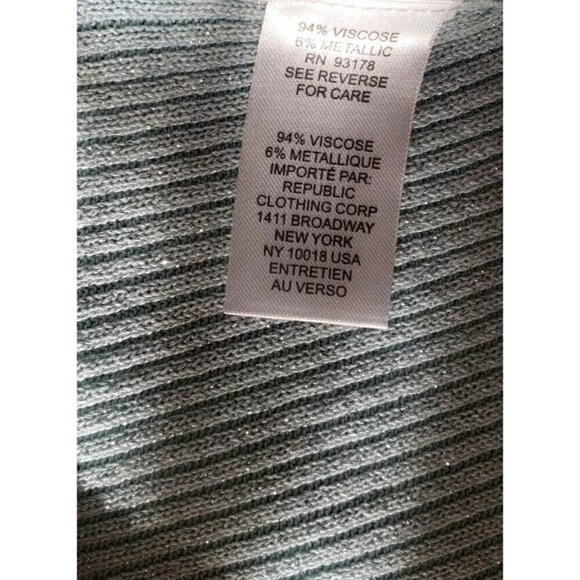 94% VISCOSE
6% METALLIC
RN 93178
SEE REVERSE
FOR CARE
94% VISCOSE
6% METALLIQUE
IMPORTÉ PAR:
REPUBLIC
CLOTHING CORP
1411 BROADWAY
NEW YORK
NY 10018 USA
ENTRETIEN
AU VERSO